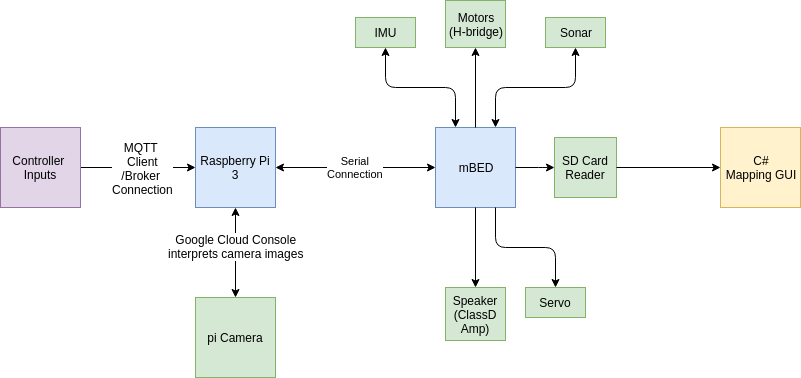 IMU
Motors
(H-bridge)
Sonar
Controller
Inputs
MQTT
Client
/Broker
Connection
Raspberry Pi
3
Serial
Connection
mBED
SD Card
Reader
C#
Mapping GUI
Google Cloud Console
interprets camera images
pi Camera
Speaker
(ClassD
Amp)
Servo